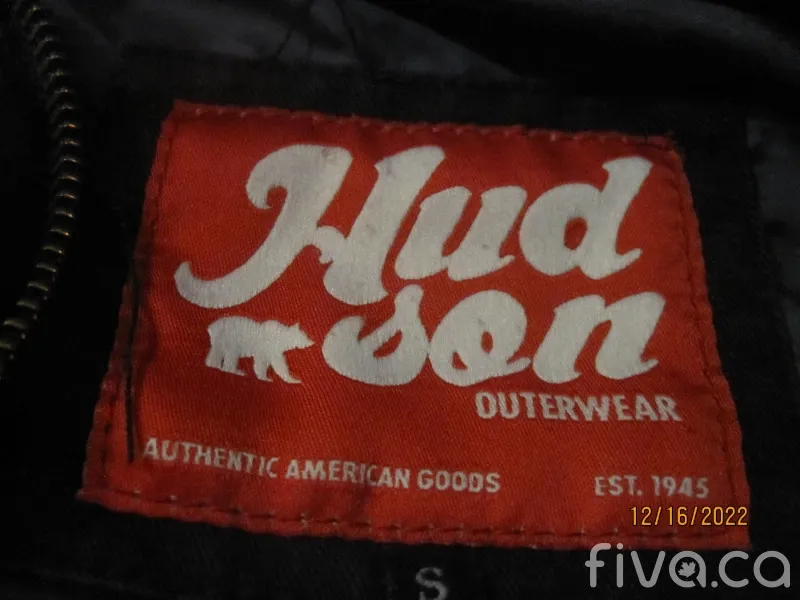 Hud
son
OUTERWEAR
AUTHENTIC AMERICAN GOODS
EST. 1945
12/16/2022
S
fiva.ca